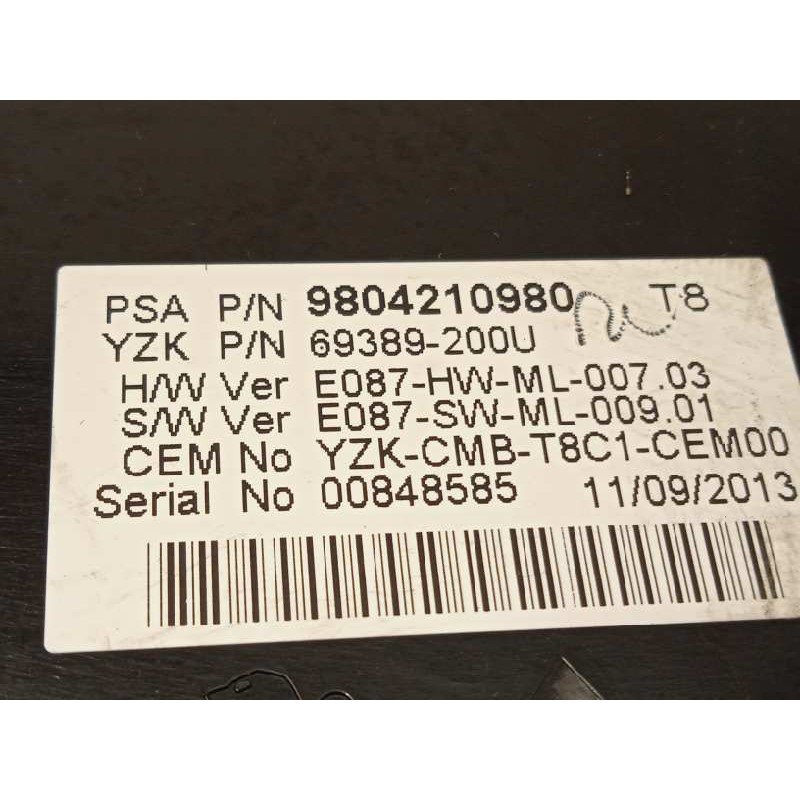 PSA P/N 9804210980 T8
YZK P/N 69389-200U
H/W Ver E087-HW-ML-007.03
S/W Ver E087-SW-ML-009.01
CEM No YZK-CMB-T8C1-CEM00
Serial No 00848585 11/09/2013